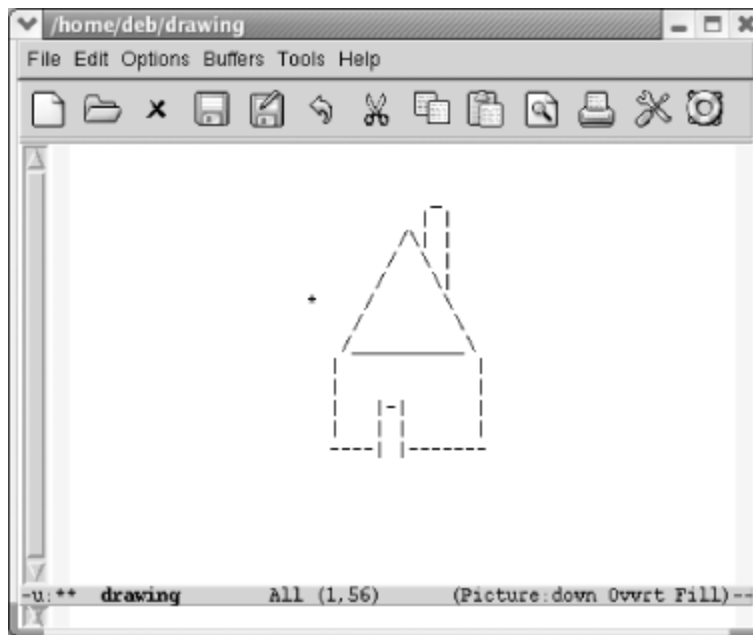 /home/deb/drawing
File Edit Options Buffers Tools Help
-u:** drawing All (1,56) (Picture:down Ovwrt Fill)--